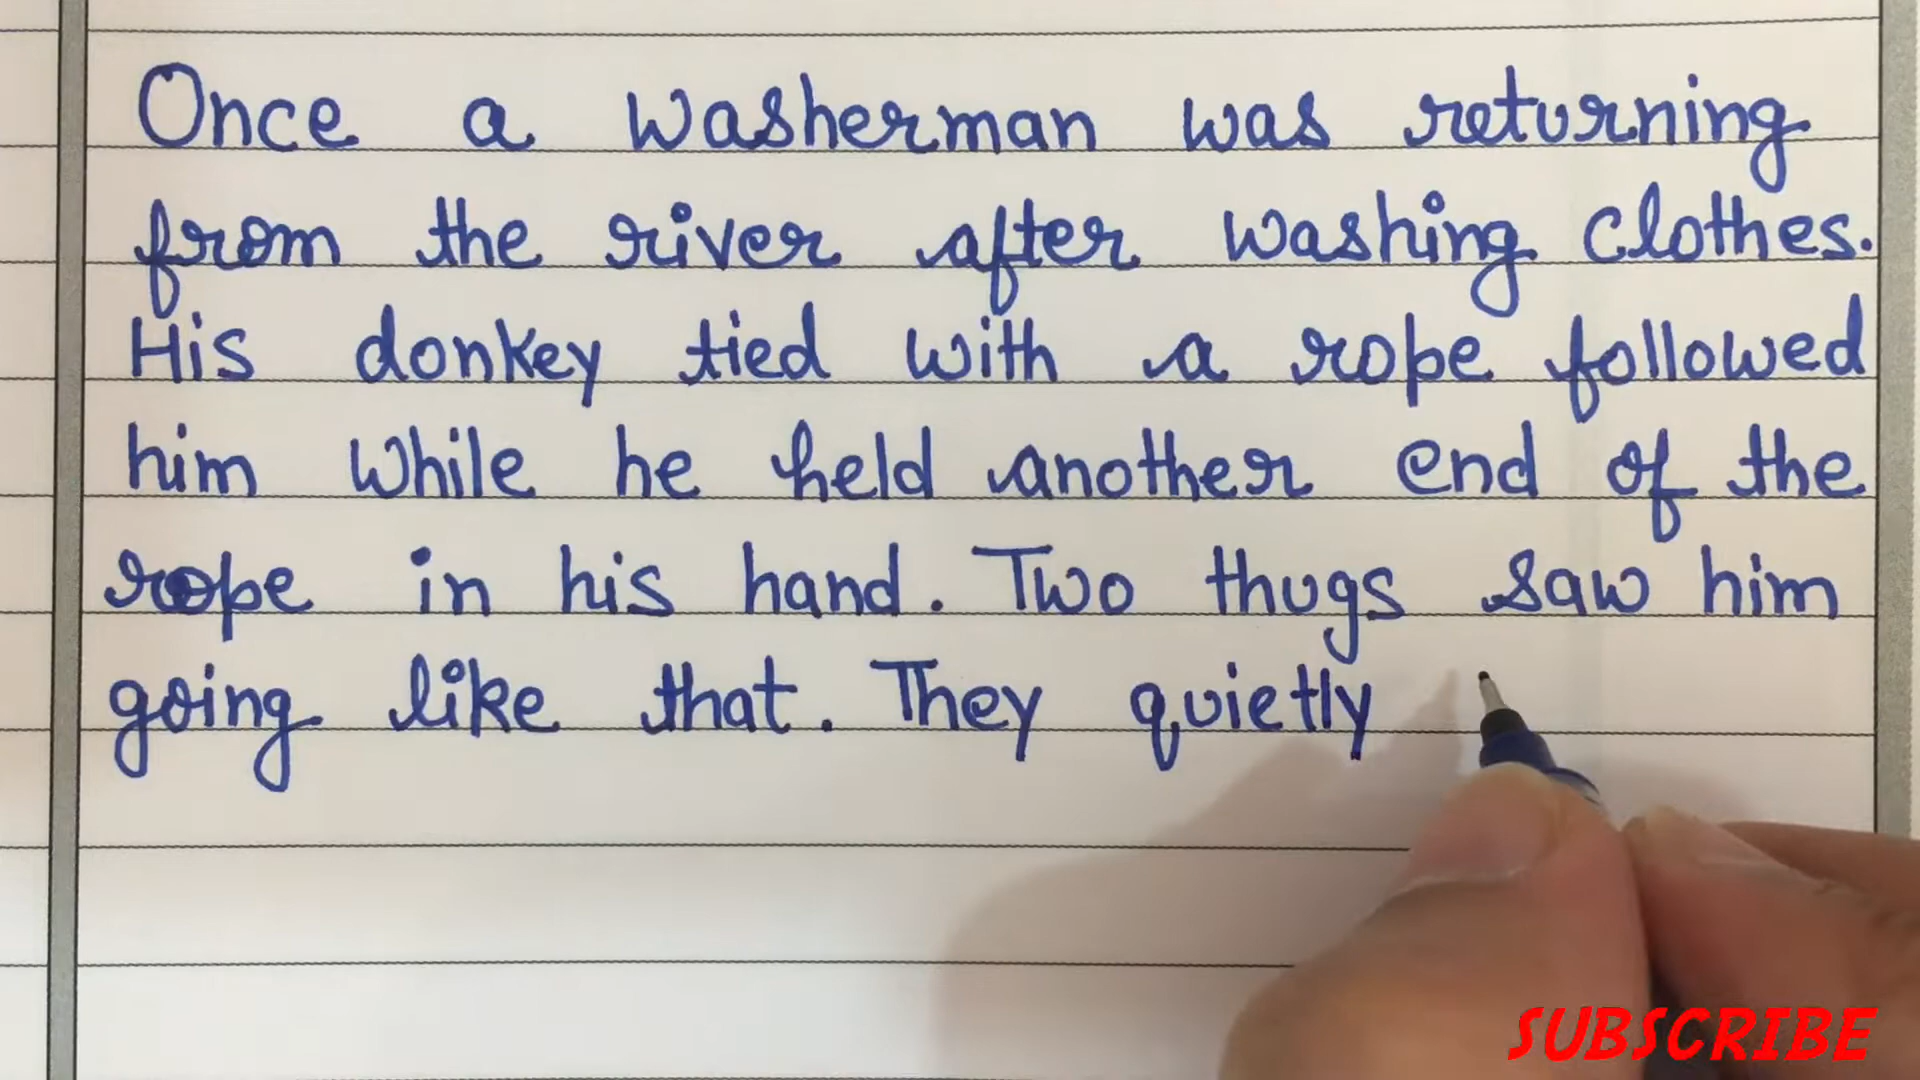 Once a washerman was returning
from the river after washing clothes.
His donkey tied with a rope followed
him while he held another end of the
rope in his hand. Two thugs saw him
going like that. They quietly
SUBSCRIBE